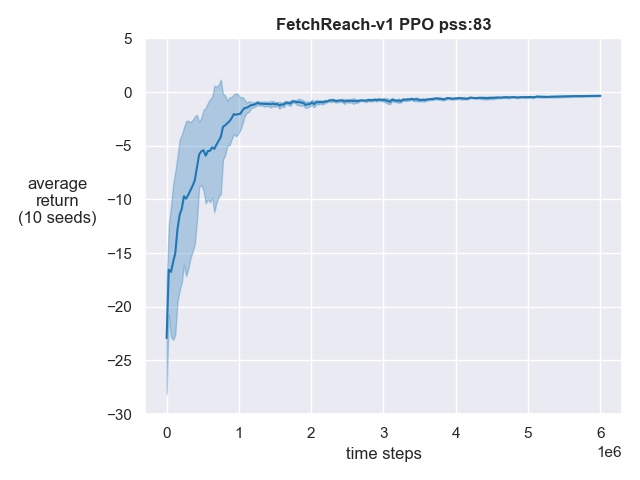 FetchReach-v1 PPO pss:83
5
0
−5
−10
−15
−20
−25
−30
average
return
(10 seeds)
0 1 2 3 4 5 6
1e6
time steps